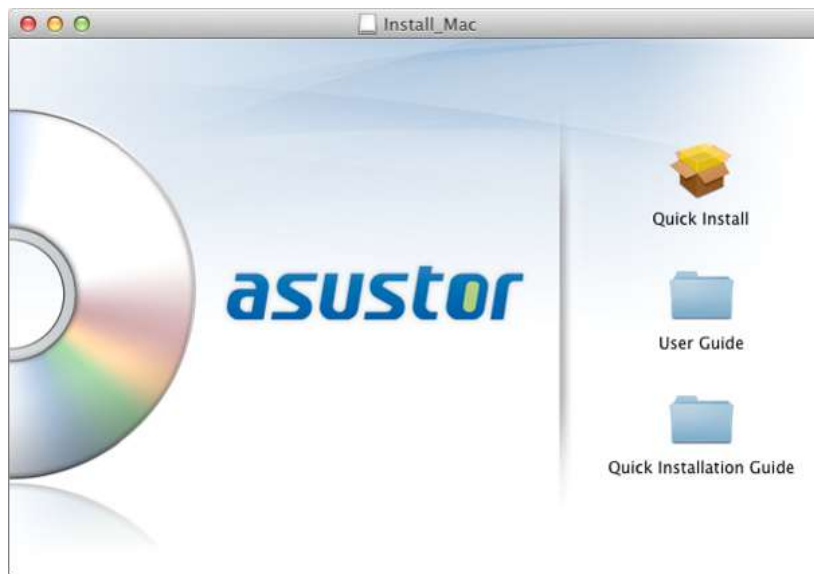 Install_Mac
asustor
Quick Install
User Guide
Quick Installation Guide